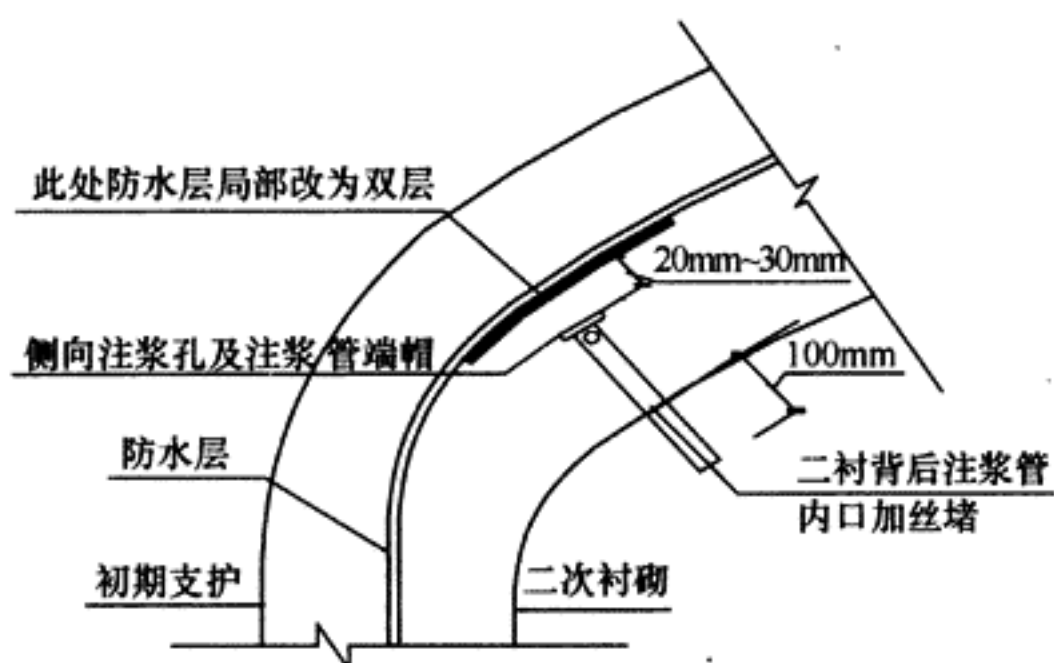 此处防水层局部改为双层
20mm~30mm
侧向注浆孔及注浆管端帽
100mm
防水层
二衬背后注浆管
内口加丝堵
初期支护
二次衬砌